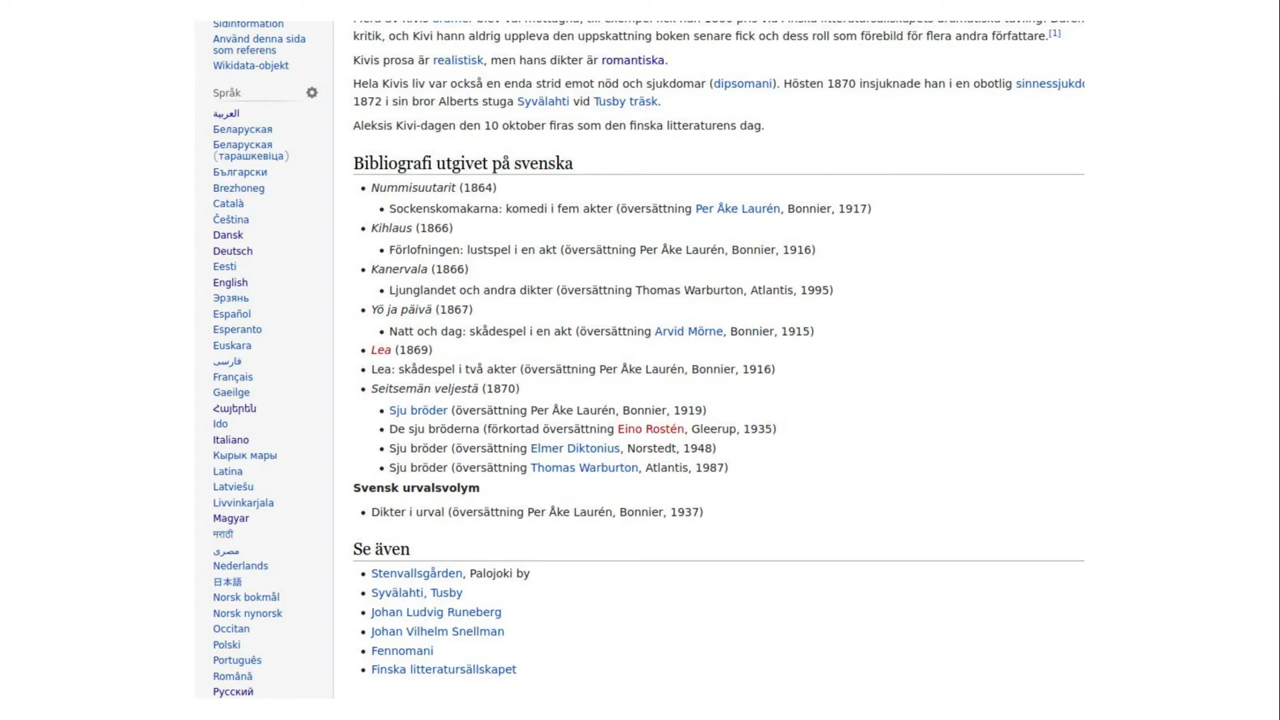 Sidinformation
Använd denna sida
som referens
Wikidata-objekt
Språk
العربية
Беларуская
Беларуская
(тарашкевіца)
Български
Brezhoneg
Català
Čeština
Dansk
Deutsch
Eesti
English
Эрзянь
Español
Esperanto
Euskara
فارسی
Français
Gaeilge
Հայերեն
Ido
Italiano
Кырык мары
Latina
Latviešu
Livvinkarjala
Magyar
मराठी
مصرى
Nederlands
日本語
Norsk bokmål
Norsk nynorsk
Occitan
Polski
Português
Română
Русский
kritik, och Kivi hann aldrig uppleva den uppskattning boken senare fick och dess roll som förebild för flera andra författare.[1]
Kivis prosa är realistisk, men hans dikter är romantiska.
Hela Kivis liv var också en enda strid emot nöd och sjukdomar (dipsomani). Hösten 1870 insjuknade han i en obotlig sinnessjukdo
1872 i sin bror Alberts stuga Syvälahti vid Tusby träsk.
Aleksis Kivi-dagen den 10 oktober firas som den finska litteraturens dag.
Bibliografi utgivet på svenska
• Nummisuutarit (1864)
• Sockenskomakarna: komedi i fem akter (översättning Per Åke Laurén, Bonnier, 1917)
• Kihlaus (1866)
• Förlofningen: lustspel i en akt (översättning Per Åke Laurén, Bonnier, 1916)
• Kanervala (1866)
• Ljunglandet och andra dikter (översättning Thomas Warburton, Atlantis, 1995)
• Yö ja päivä (1867)
• Natt och dag: skådespel i en akt (översättning Arvid Mörne, Bonnier, 1915)
• Lea (1869)
• Lea: skådespel i två akter (översättning Per Åke Laurén, Bonnier, 1916)
• Seitsemän veljestä (1870)
• Sju bröder (översättning Per Åke Laurén, Bonnier, 1919)
• De sju bröderna (förkortad översättning Eino Rostén, Gleerup, 1935)
• Sju bröder (översättning Elmer Diktonius, Norstedt, 1948)
• Sju bröder (översättning Thomas Warburton, Atlantis, 1987)
Svensk urvalsvolym
• Dikter i urval (översättning Per Åke Laurén, Bonnier, 1937)
Se även
• Stenvallsgården, Palojoki by
• Syvälahti, Tusby
• Johan Ludvig Runeberg
• Johan Vilhelm Snellman
• Fennomani
• Finska litteratursällskapet